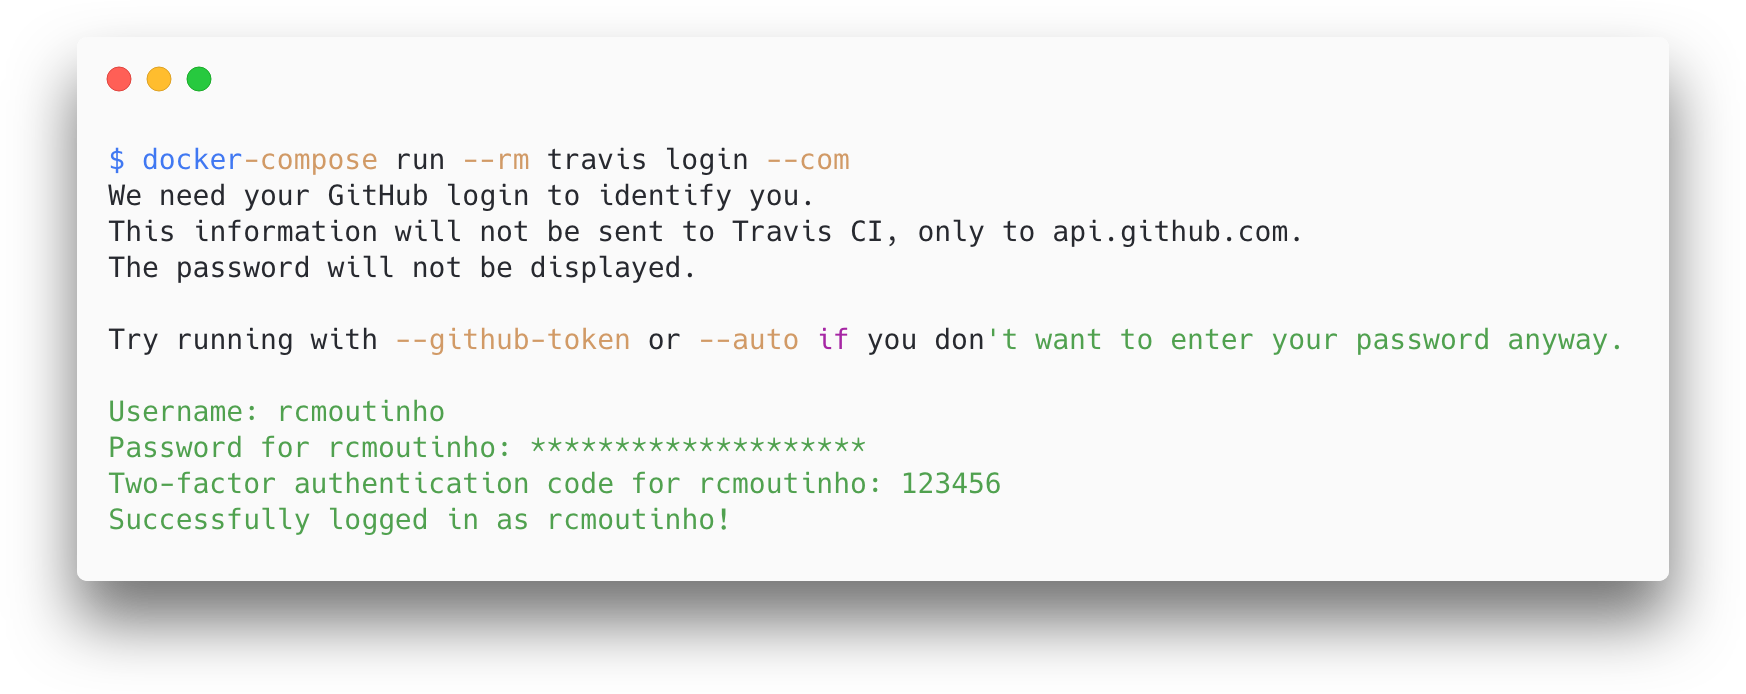 $ docker-compose run --rm travis login --com
We need your GitHub login to identify you.
This information will not be sent to Travis CI, only to api.github.com.
The password will not be displayed.
Try running with --github-token or --auto if you don't want to enter your password anyway.
Username: rcmoutinho
Password for rcmoutinho: ********************
Two-factor authentication code for rcmoutinho: 123456
Successfully logged in as rcmoutinho!